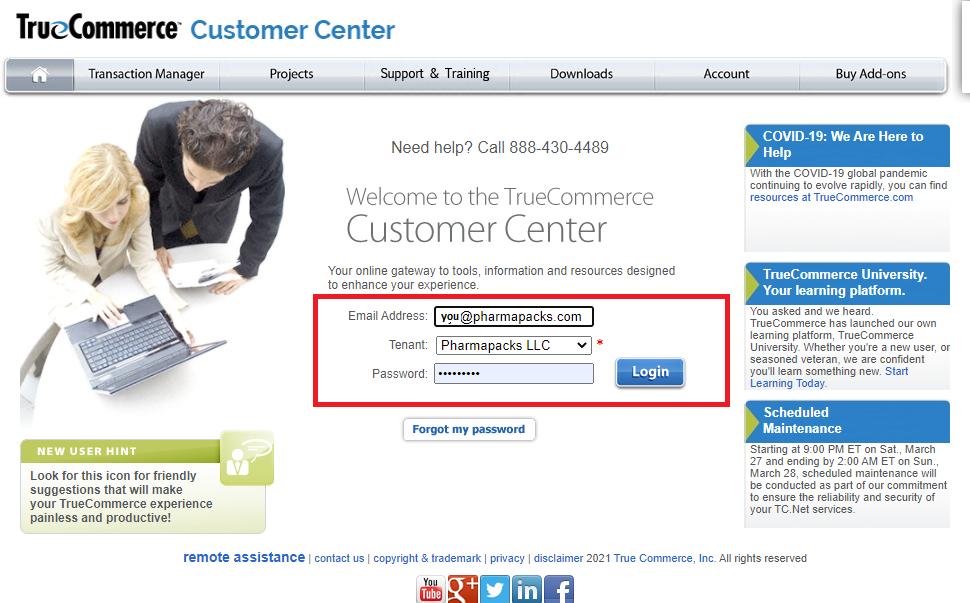 TrueCommerce™ Customer Center
Transaction Manager
Projects
Support & Training
Downloads
Account
Buy Add-ons
Need help? Call 888-430-4489
Welcome to the TrueCommerce
Customer Center
Your online gateway to tools, information and resources designed
to enhance your experience.
Email Address: you@pharmapacks.com
Tenant: Pharmapacks LLC *
Password: •••••••••
Login
Forgot my password
NEW USER HINT
Look for this icon for friendly
suggestions that will make
your TrueCommerce experience
painless and productive!
COVID-19: We Are Here to
Help
With the COVID-19 global pandemic
continuing to evolve rapidly, you can find
resources at TrueCommerce.com
TrueCommerce University.
Your learning platform.
You asked and we heard.
TrueCommerce has launched our own
learning platform, TrueCommerce
University. Whether you're a new user, or
seasoned veteran, we are confident
you'll learn something new. Start
Learning Today.
Scheduled
Maintenance
Starting at 9:00 PM ET on Sat., March
27 and ending by 2:00 AM ET on Sun.,
March 28, scheduled maintenance will
be conducted as part of our commitment
to ensure the reliability and security of
your TC.Net services.
remote assistance | contact us | copyright & trademark | privacy | disclaimer 2021 True Commerce, Inc. All rights reserved
You Tube g+ in f